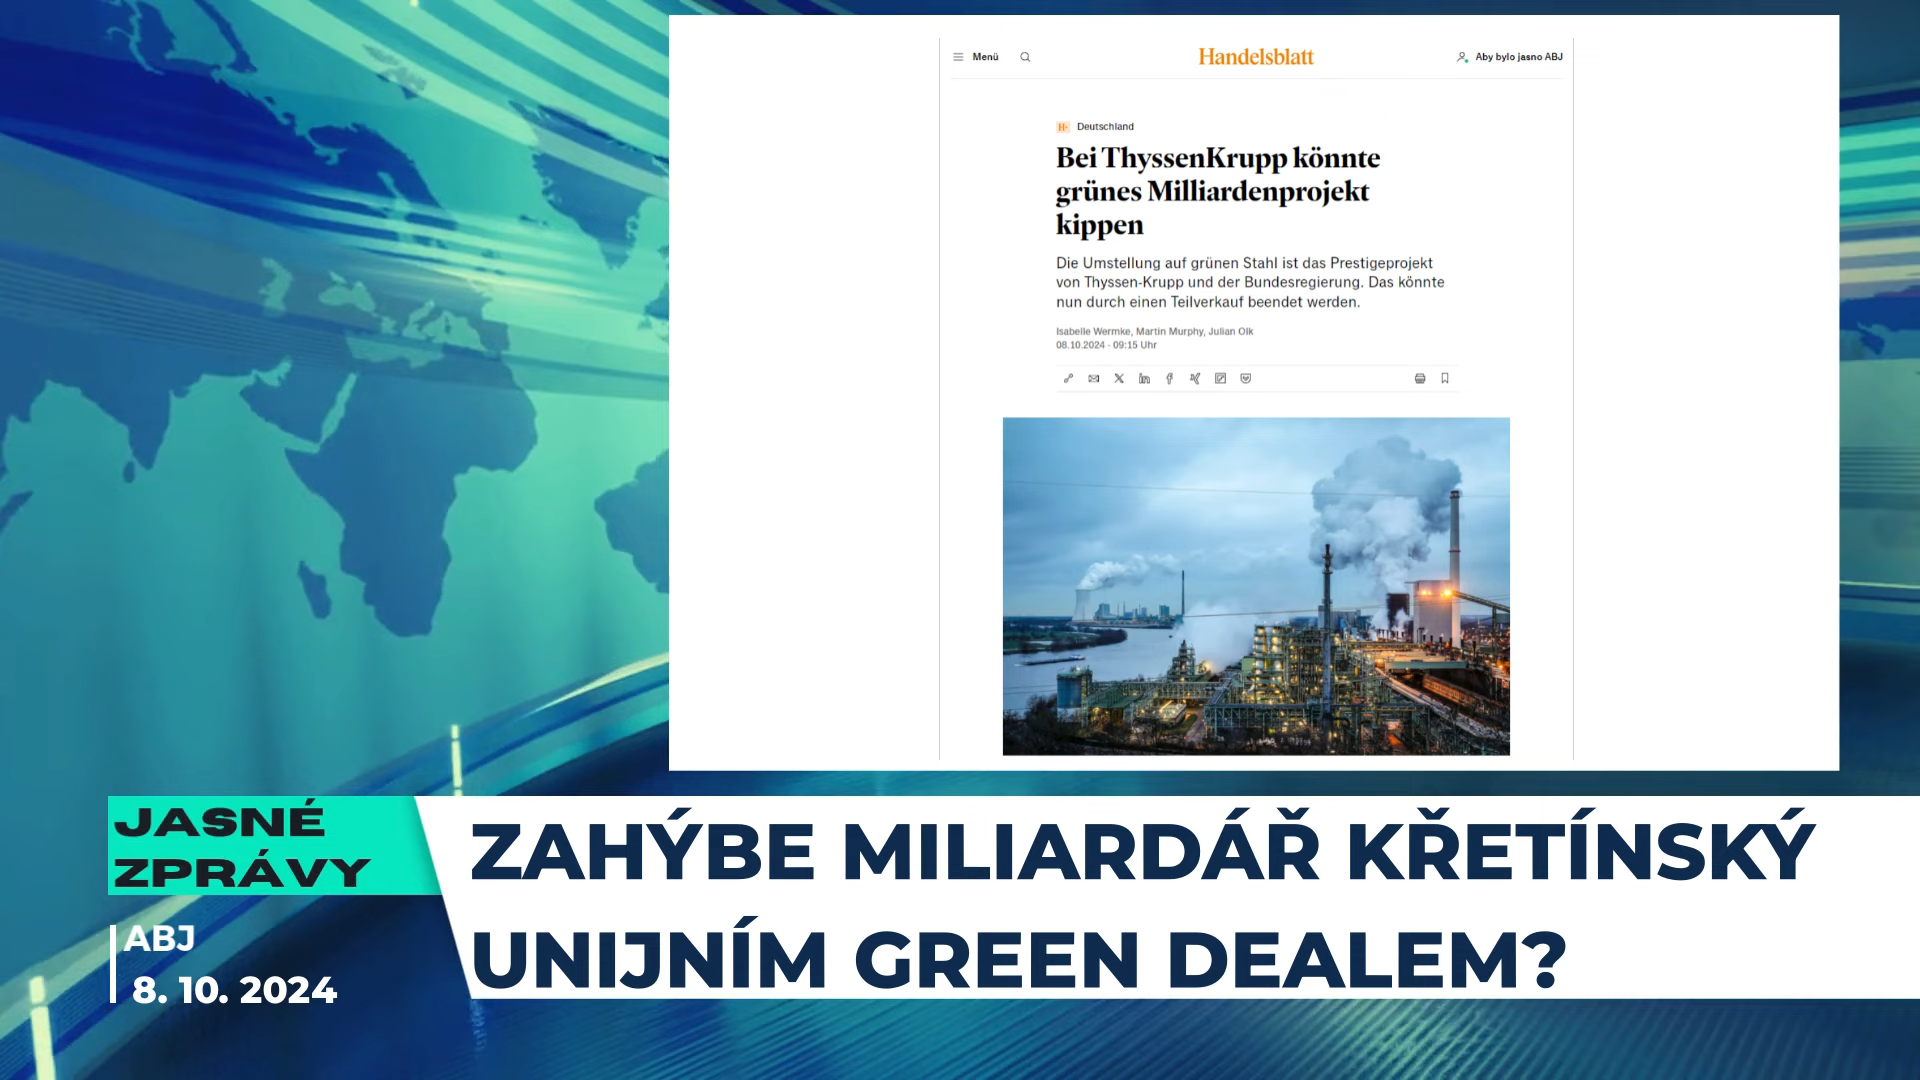 Menü
Handelsblatt
Aby bylo jasno ABJ
H+ Deutschland
Bei ThyssenKrupp könnte
grünes Milliardenprojekt
kippen
Die Umstellung auf grünen Stahl ist das Prestigeprojekt
von Thyssen-Krupp und der Bundesregierung. Das könnte
nun durch einen Teilverkauf beendet werden.
Isabelle Wermke, Martin Murphy, Julian Olk
08.10.2024 - 09:15 Uhr
JASNÉ
ZPRÁVY
ABJ
8. 10. 2024
ZAHÝBE MILIARDÁŘ KŘETÍNSKÝ
UNIJNÍM GREEN DEALEM?